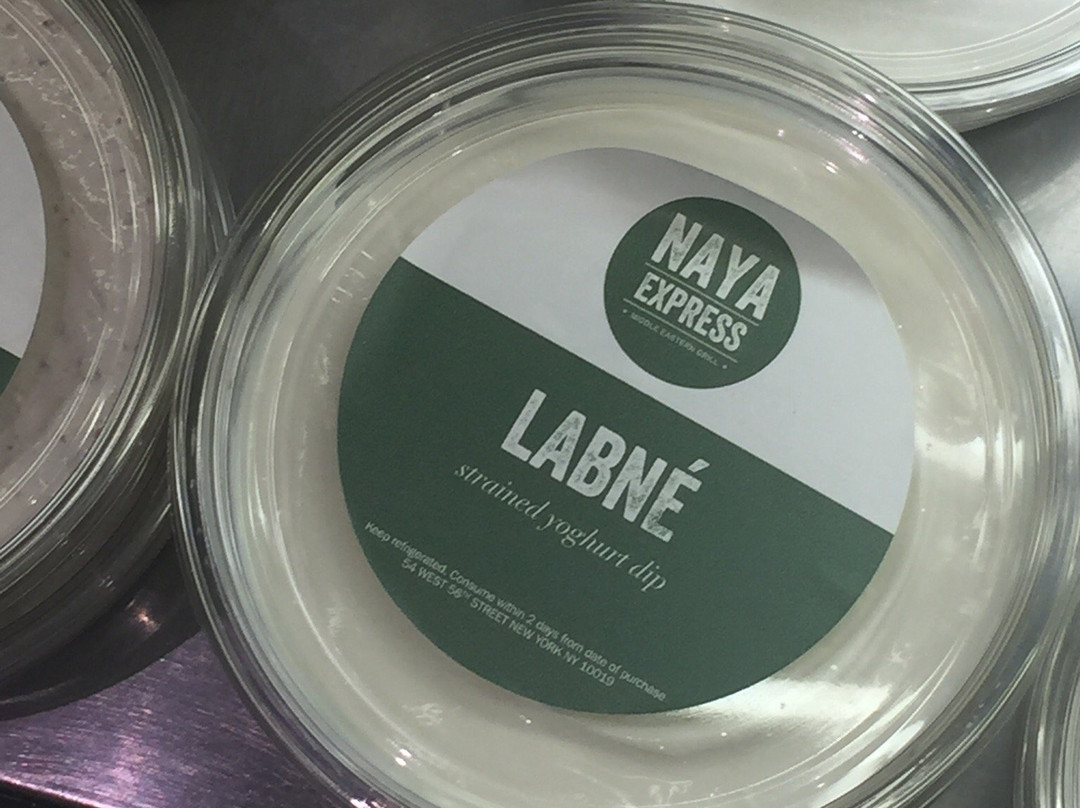 NAYA
EXPRESS
MIDDLE EASTERN GRILL
LABNÉ
strained yoghurt dip
Keep refrigerated. Consume within 2 days from date of purchase
54 WEST 56TH STREET NEW YORK NY 10019